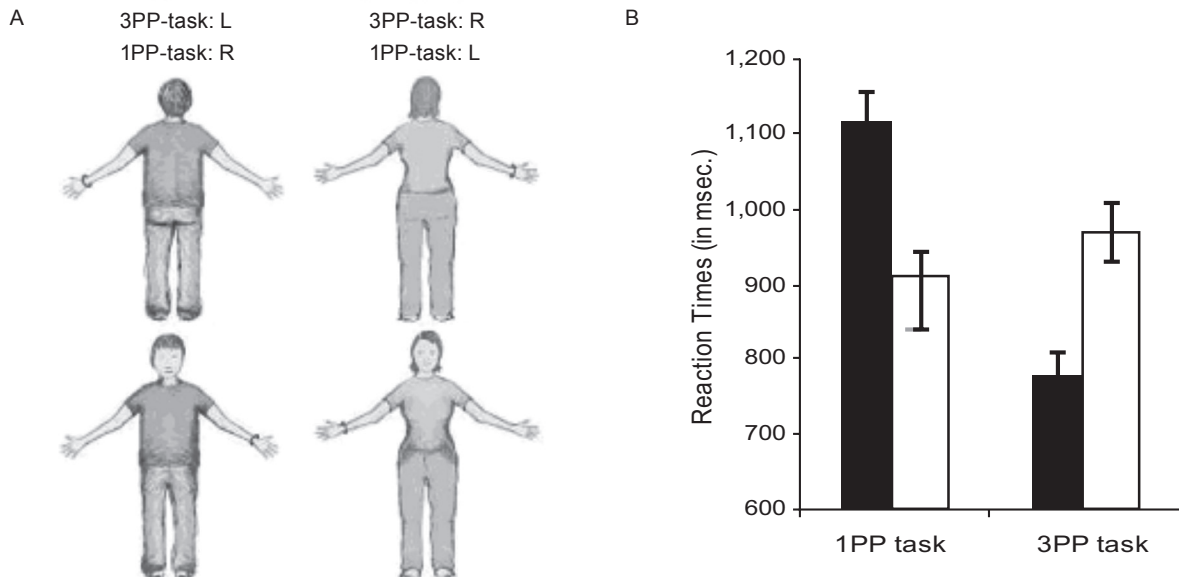 A
3PP-task: L
1PP-task: R
3PP-task: R
1PP-task: L
B
Reaction Times (in msec.)
1,200
1,100
1,000
900
800
700
600
1PP task
3PP task